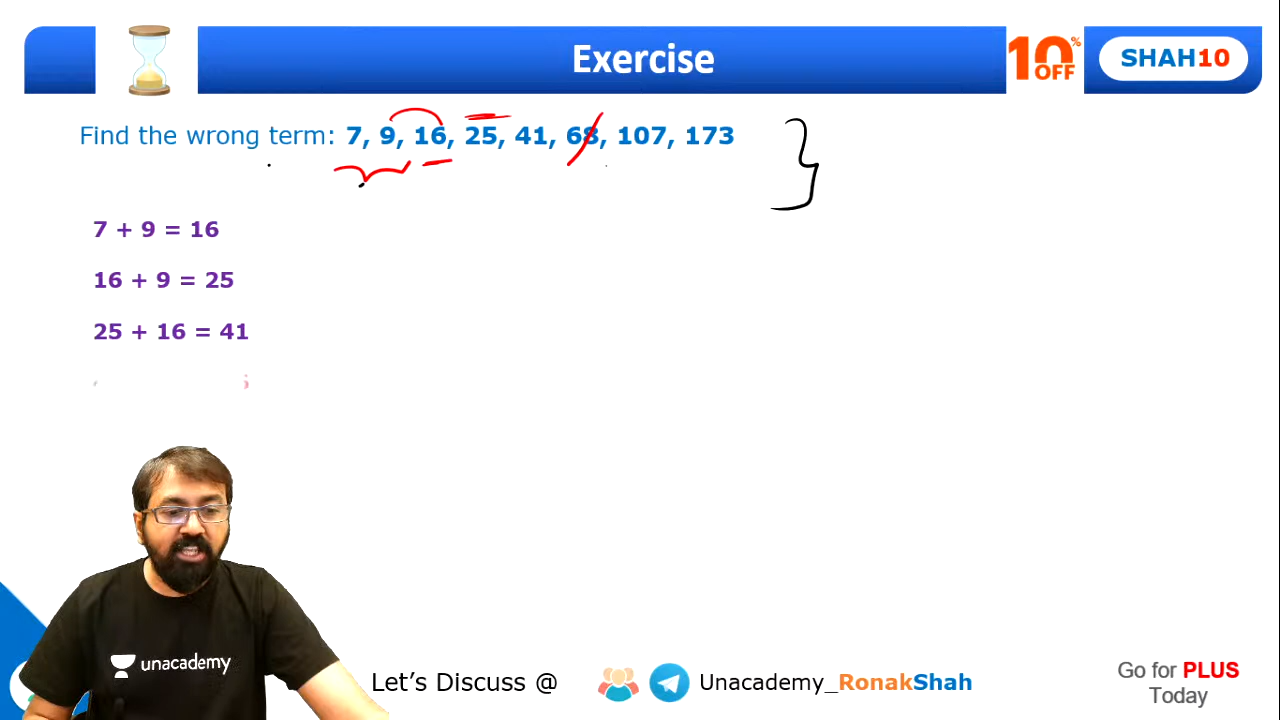 Exercise
10% OFF
SHAH10
Find the wrong term: 7, 9, 16, 25, 41, 68, 107, 173
7 + 9 = 16
16 + 9 = 25
25 + 16 = 41
unacademy
Let's Discuss @ Unacademy_RonakShah
Go for PLUS
Today